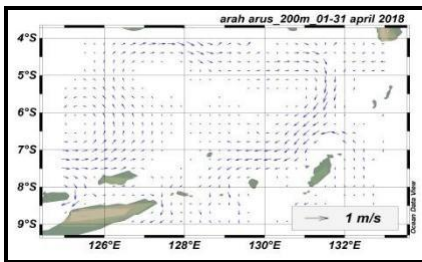 arah arus_200m_01-31 april 2018
4°S
5°S
6°S
7°S
8°S
9°S
1 m/s
126°E 128°E 130°E 132°E
Ocean Data View